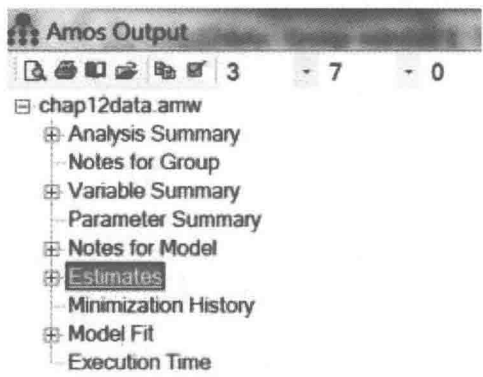 Amos Output
3 7 0
chap12data.amw
Analysis Summary
Notes for Group
Variable Summary
Parameter Summary
Notes for Model
Estimates
Minimization History
Model Fit
Execution Time